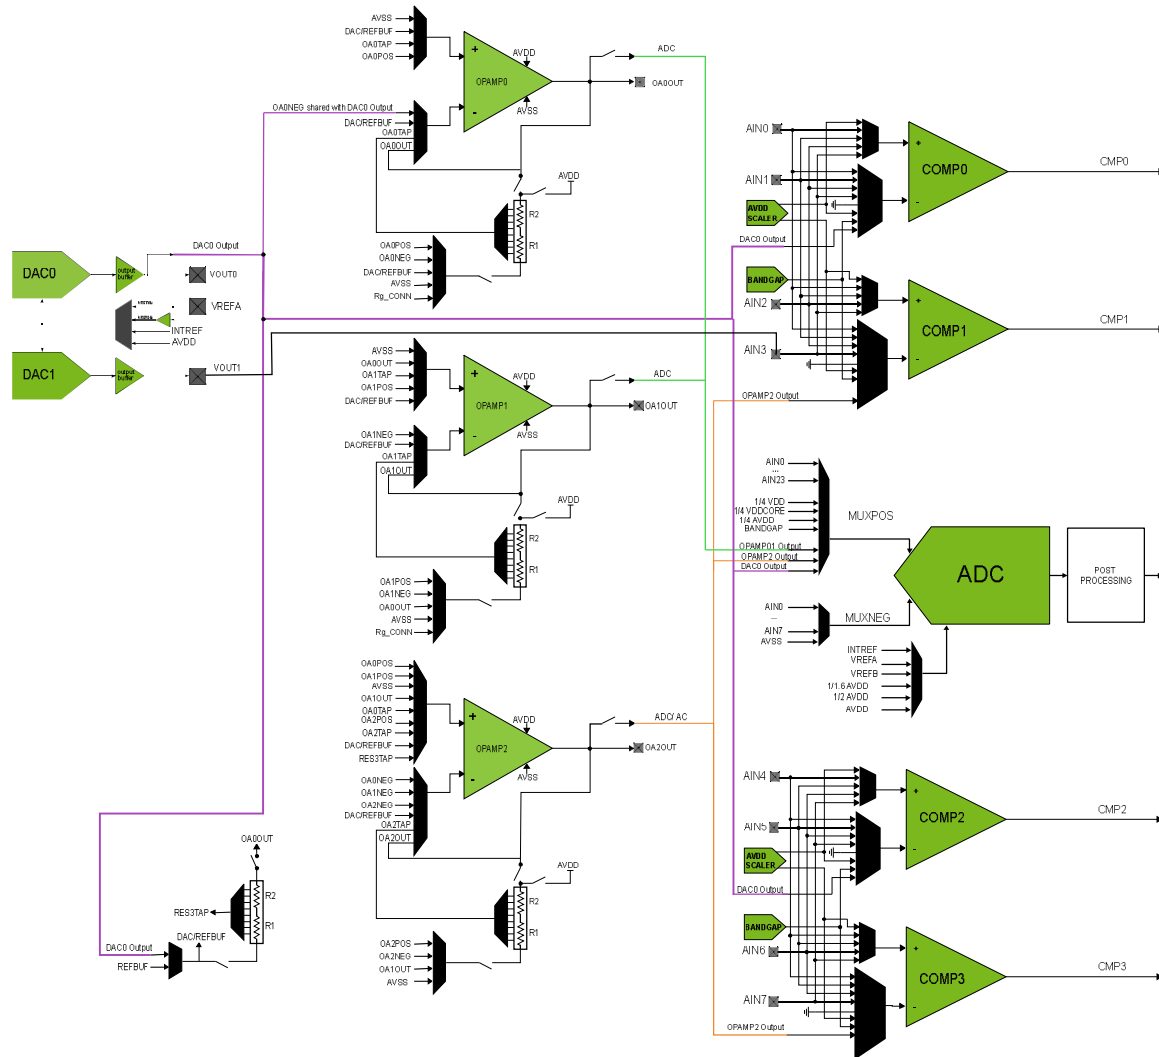 AVSS
DAC/REFBUF
OA0TAP
OA0POS
AVDD
OPAMP0
AVSS
ADC
OA0OUT
OA0NEG shared with DAC0 Output
DAC/REFBUF
OA0TAP
OA0OUT
AVDD
R2
R1
OA0POS
OA0NEG
DAC/REFBUF
AVSS
Rg_CONN
DAC0
output buffer
DAC0 Output
VOUT0
VREFA
INTREF
AVDD
DAC1
output buffer
VOUT1
AVSS
OA0OUT
OA1TAP
OA1POS
DAC/REFBUF
AVDD
OPAMP1
AVSS
ADC
OA1OUT
OA1NEG
DAC/REFBUF
OA1TAP
OA1OUT
AVDD
R2
R1
OA1POS
OA1NEG
OA0OUT
AVSS
Rg_CONN
OA0POS
OA1POS
AVSS
OA1OUT
OA0TAP
OA2POS
OA2TAP
DAC/REFBUF
RES3TAP
AVDD
OPAMP2
AVSS
ADC/ AC
OA2OUT
OA0NEG
OA1NEG
OA2NEG
DAC/REFBUF
OA2TAP
OA2OUT
AVDD
R2
R1
OA2POS
OA2NEG
OA1OUT
AVSS
OA0OUT
R2
R1
RES3TAP
DAC/REFBUF
DAC0 Output
REFBUF
AIN0
AIN1
AVDD
SCALER
DAC0 Output
BANDGAP
AIN2
AIN3
OPAMP2 Output
+
COMP0
-
CMP0
+
COMP1
-
CMP1
AIN0
...
AIN23
1/4 VDD
1/4 VDDCORE
1/4 AVDD
BANDGAP
OPAMP01 Output
OPAMP2 Output
DAC0 Output
MUXPOS
AIN0
...
AIN7
AVSS
MUXNEG
ADC
POST
PROCESSING
INTREF
VREFA
VREFB
1/1.6 AVDD
1/2 AVDD
AVDD
AIN4
AIN5
AVDD
SCALER
DAC0 Output
BANDGAP
AIN6
AIN7
OPAMP2 Output
+
COMP2
-
CMP2
+
COMP3
-
CMP3